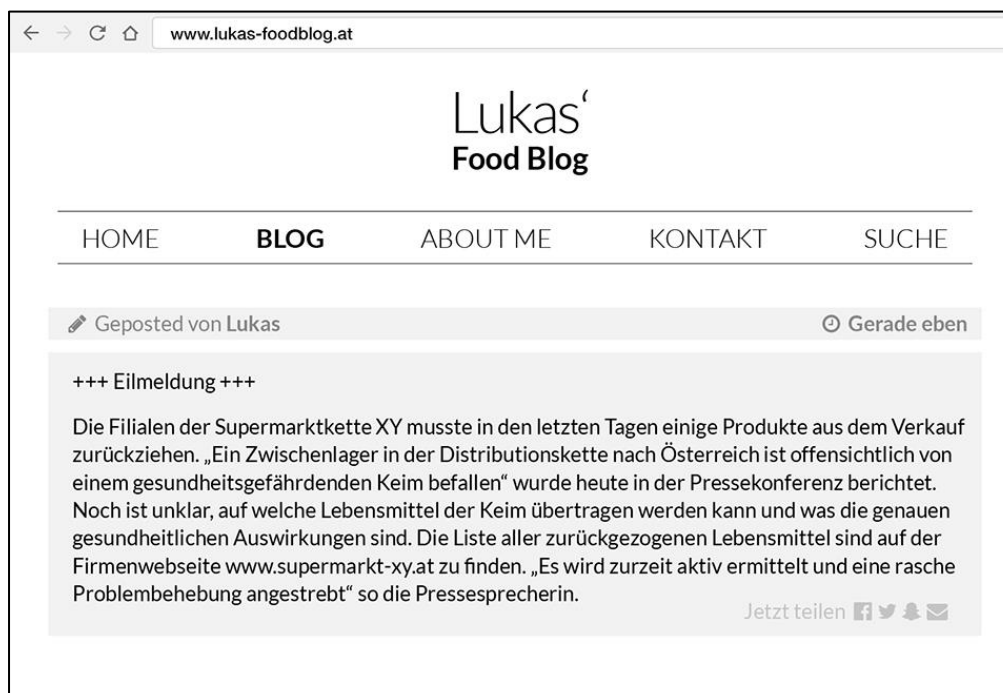 www.lukas-foodblog.at
Lukas‘
Food Blog
HOME BLOG ABOUT ME KONTAKT SUCHE
Geposted von Lukas Gerade eben
+++ Eilmeldung +++
Die Filialen der Supermarktkette XY musste in den letzten Tagen einige Produkte aus dem Verkauf
zurückziehen. „Ein Zwischenlager in der Distributionskette nach Österreich ist offensichtlich von
einem gesundheitsgefährdenden Keim befallen“ wurde heute in der Pressekonferenz berichtet.
Noch ist unklar, auf welche Lebensmittel der Keim übertragen werden kann und was die genauen
gesundheitlichen Auswirkungen sind. Die Liste aller zurückgezogenen Lebensmittel sind auf der
Firmenwebseite www.supermarkt-xy.at zu finden. „Es wird zurzeit aktiv ermittelt und eine rasche
Problembehebung angestrebt“ so die Pressesprecherin.
Jetzt teilen